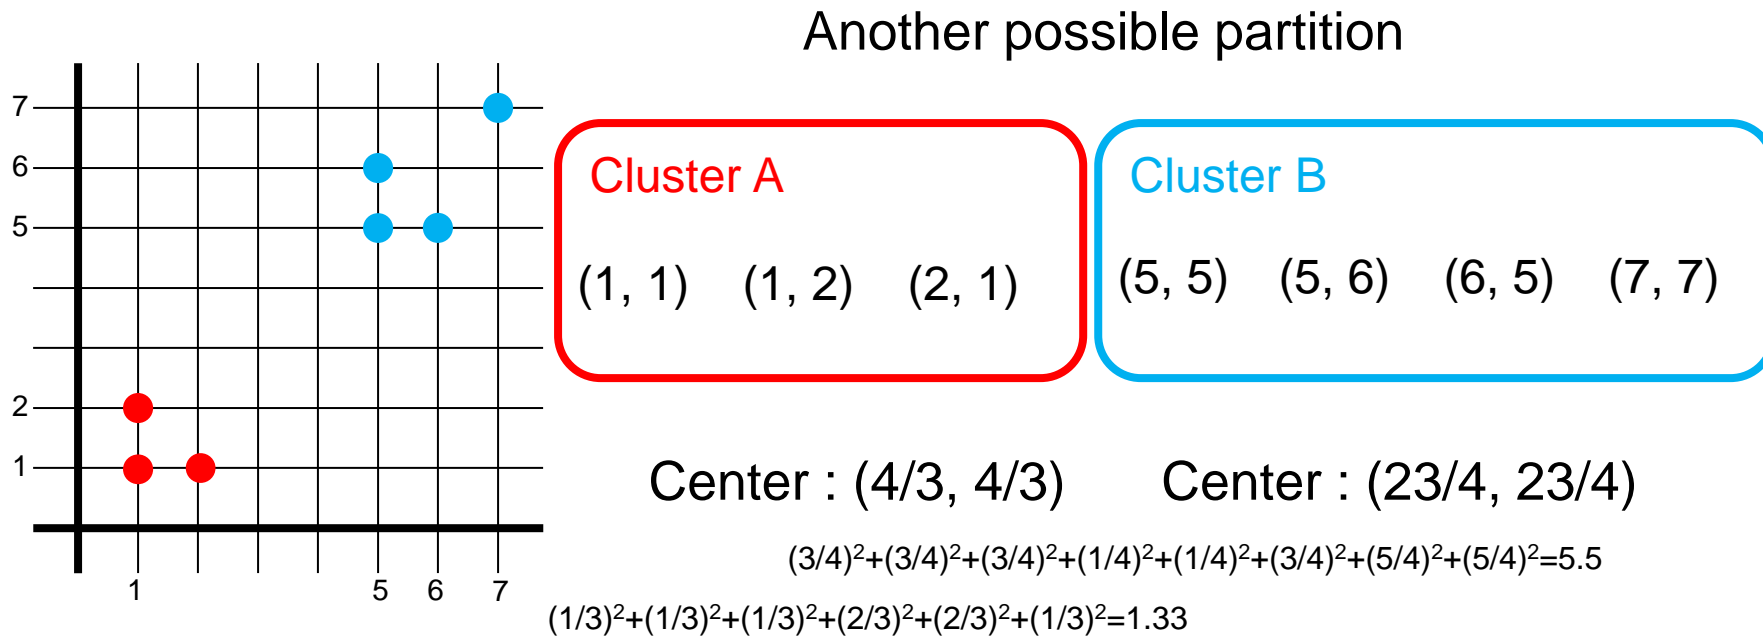 Another possible partition
7
6
5
2
1
1 5 6 7
Cluster A
(1, 1) (1, 2) (2, 1)
Cluster B
(5, 5) (5, 6) (6, 5) (7, 7)
Center : (4/3, 4/3)
Center : (23/4, 23/4)
(3/4)²+(3/4)²+(3/4)²+(1/4)²+(1/4)²+(3/4)²+(5/4)²+(5/4)²=5.5
(1/3)²+(1/3)²+(1/3)²+(2/3)²+(2/3)²+(1/3)²=1.33